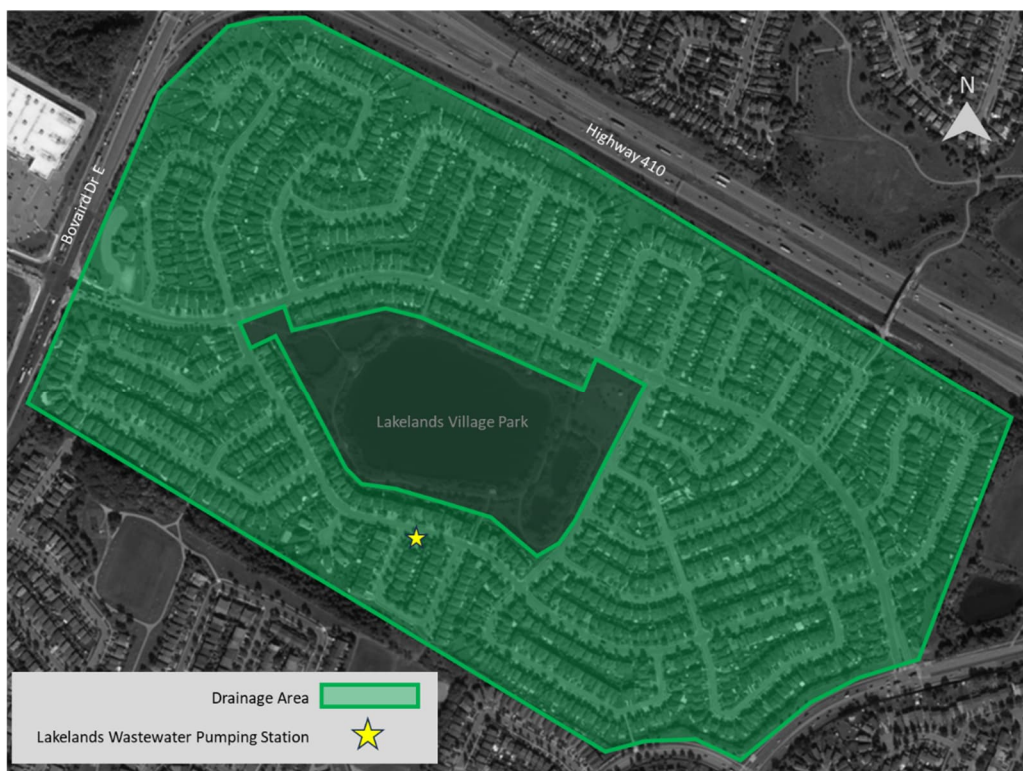 N
Highway 410
Bovaird Dr E
Lakelands Village Park
Drainage Area
Lakelands Wastewater Pumping Station